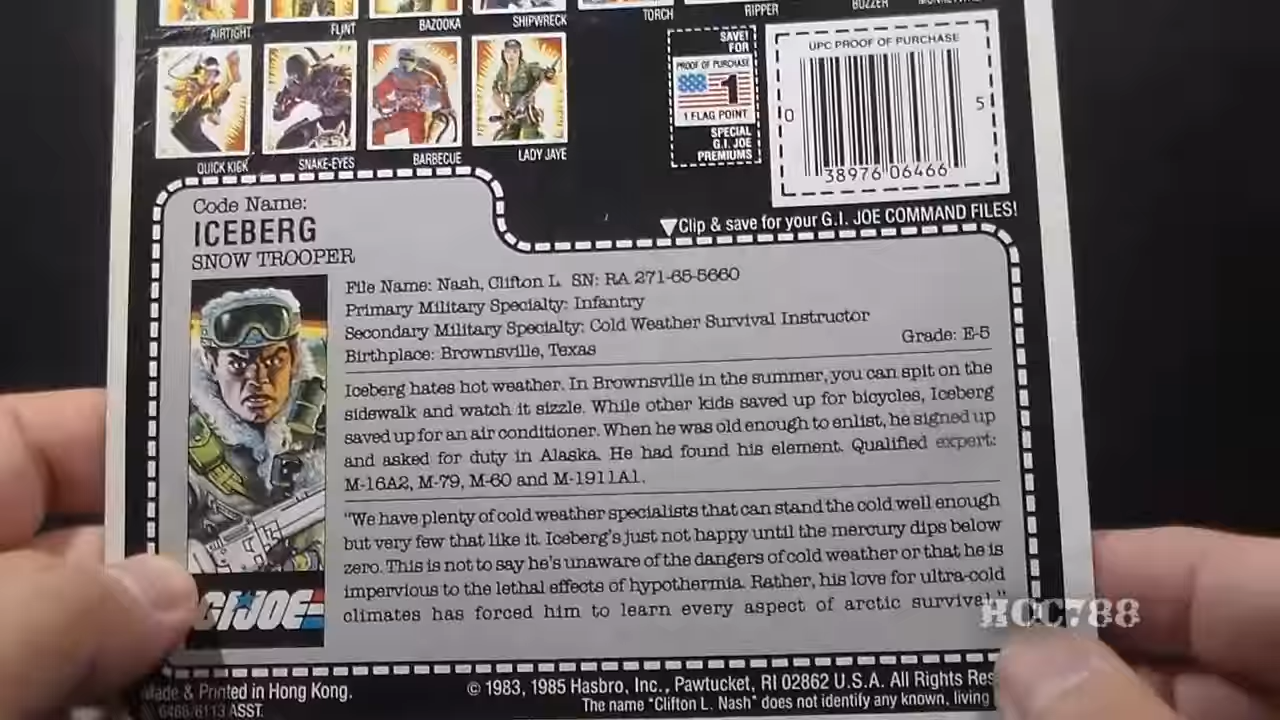 AIRTIGHT FLINT BAZOOKA SHIPWRECK TORCH RIPPER BUZZER
QUICK KICK SNAKE-EYES BARBECUE LADY JAYE
SAVE!
FOR
PROOF OF PURCHASE
1
1 FLAG POINT
SPECIAL
G.I. JOE
PREMIUMS
UPC PROOF OF PURCHASE
0 38976 06466 5
▼Clip & save for your G.I. JOE COMMAND FILES!
Code Name:
ICEBERG
SNOW TROOPER
File Name: Nash, Clifton L. SN: RA 271-65-5660
Primary Military Specialty: Infantry
Secondary Military Specialty: Cold Weather Survival Instructor
Birthplace: Brownsville, Texas Grade: E-5
Iceberg hates hot weather. In Brownsville in the summer, you can spit on the
sidewalk and watch it sizzle. While other kids saved up for bicycles, Iceberg
saved up for an air conditioner. When he was old enough to enlist, he signed up
and asked for duty in Alaska. He had found his element. Qualified expert:
M-16A2, M-79, M-60 and M-1911A1.
"We have plenty of cold weather specialists that can stand the cold well enough
but very few that like it. Iceberg's just not happy until the mercury dips below
zero. This is not to say he's unaware of the dangers of cold weather or that he is
impervious to the lethal effects of hypothermia. Rather, his love for ultra-cold
climates has forced him to learn every aspect of arctic survival."
GI JOE
HCC788
Made & Printed in Hong Kong.
6466/6113 ASST.
© 1983, 1985 Hasbro, Inc., Pawtucket, RI 02862 U.S.A. All Rights Res
The name "Clifton L. Nash" does not identify any known, living